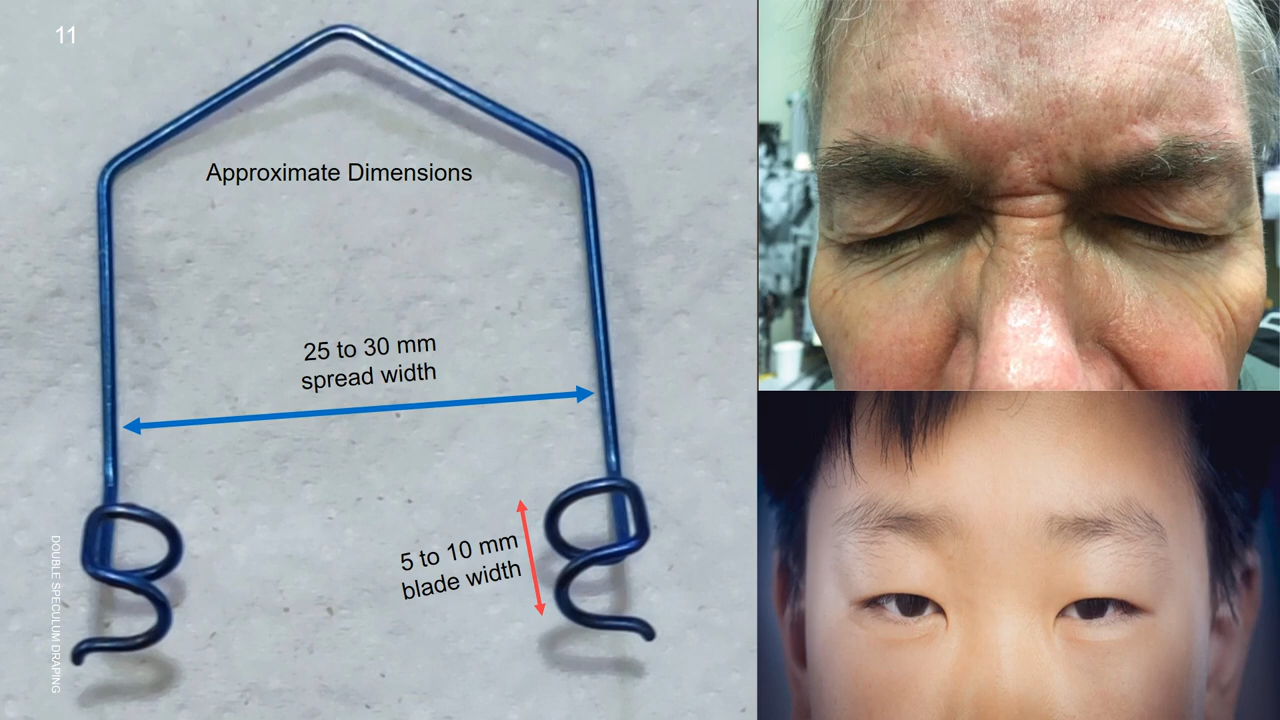 11
Approximate Dimensions
25 to 30 mm
spread width
5 to 10 mm
blade width
DOUBLE SPECULUM DRAPING